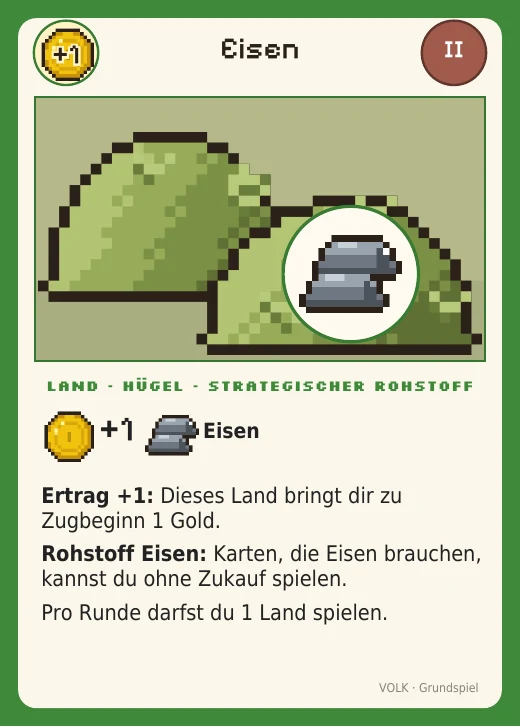 +1
Eisen
II
LAND · HÜGEL · STRATEGISCHER ROHSTOFF
+1 Eisen
Ertrag +1: Dieses Land bringt dir zu
Zugbeginn 1 Gold.
Rohstoff Eisen: Karten, die Eisen brauchen,
kannst du ohne Zukauf spielen.
Pro Runde darfst du 1 Land spielen.
VOLK · Grundspiel